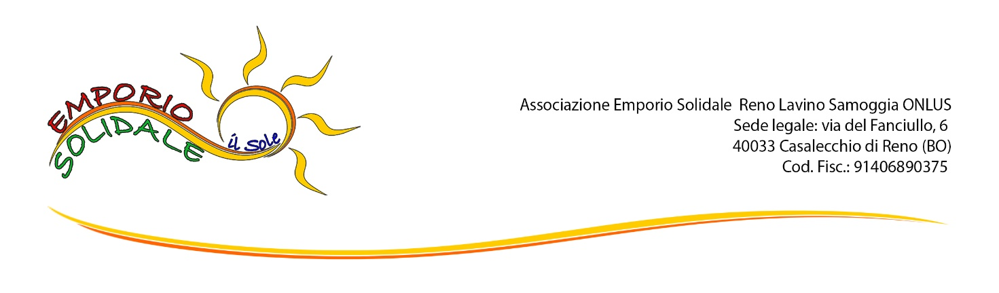 EMPORIO
SOLIDALE
il sole
Associazione Emporio Solidale Reno Lavino Samoggia ONLUS
Sede legale: via del Fanciullo, 6
40033 Casalecchio di Reno (BO)
Cod. Fisc.: 91406890375